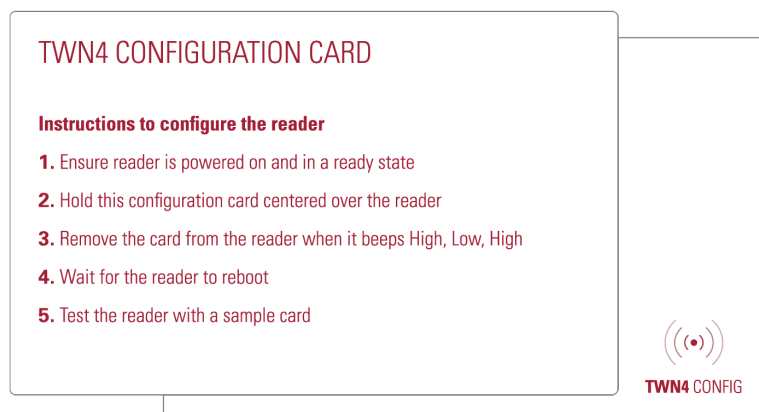 TWN4 CONFIGURATION CARD
Instructions to configure the reader
1. Ensure reader is powered on and in a ready state
2. Hold this configuration card centered over the reader
3. Remove the card from the reader when it beeps High, Low, High
4. Wait for the reader to reboot
5. Test the reader with a sample card
TWN4 CONFIG